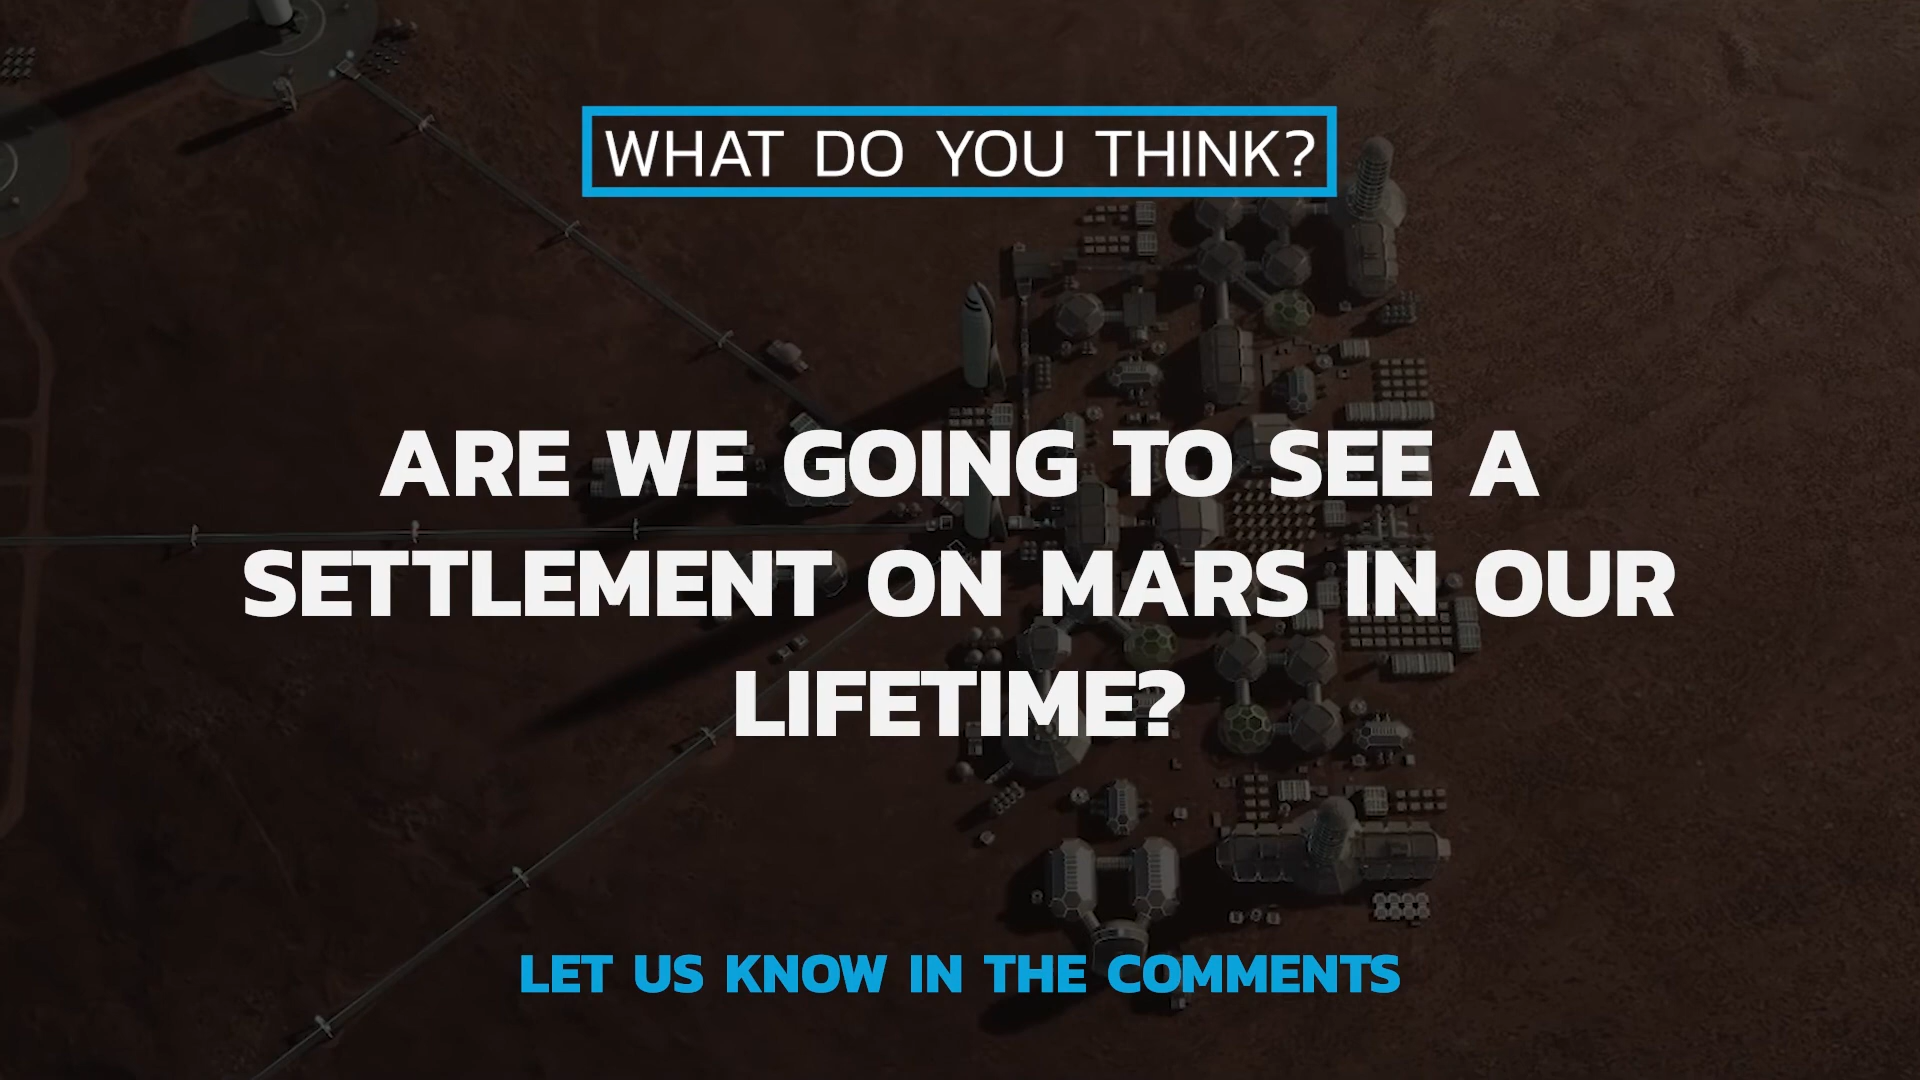 WHAT DO YOU THINK?
ARE WE GOING TO SEE A
SETTLEMENT ON MARS IN OUR
LIFETIME?
LET US KNOW IN THE COMMENTS